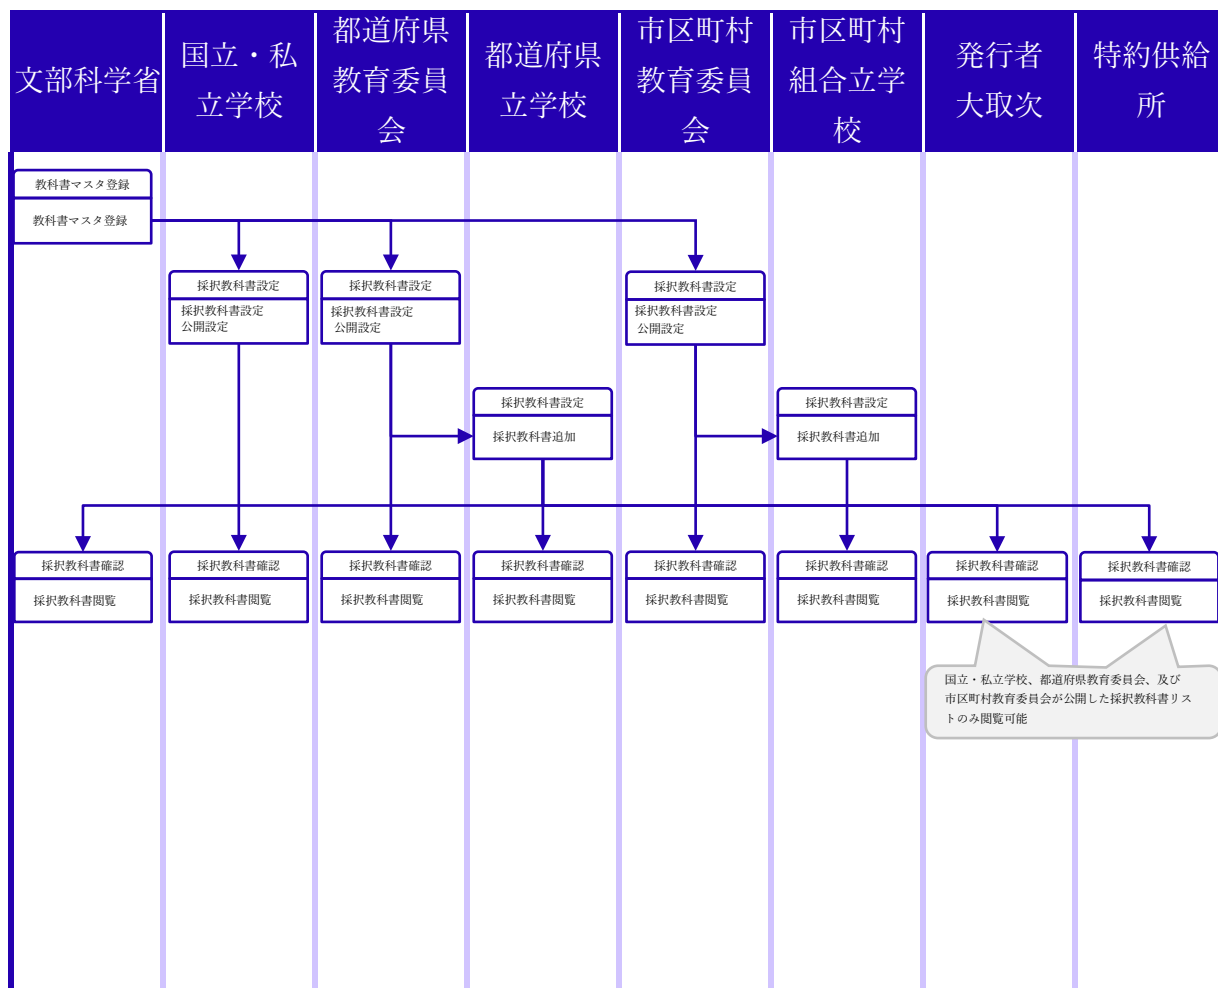 文部科学省
国立・私
立学校
都道府県
教育委員
会
都道府県
立学校
市区町村
教育委員
会
市区町村
組合立学
校
発行者
大取次
特約供給
所
教科書マスタ登録
教科書マスタ登録
採択教科書設定
採択教科書設定
公開設定
採択教科書設定
採択教科書設定
公開設定
採択教科書設定
採択教科書設定
公開設定
採択教科書設定
採択教科書追加
採択教科書設定
採択教科書追加
採択教科書確認
採択教科書閲覧
採択教科書確認
採択教科書閲覧
採択教科書確認
採択教科書閲覧
採択教科書確認
採択教科書閲覧
採択教科書確認
採択教科書閲覧
採択教科書確認
採択教科書閲覧
採択教科書確認
採択教科書閲覧
採択教科書確認
採択教科書閲覧
国立・私立学校、都道府県教育委員会、及び
市区町村教育委員会が公開した採択教科書リス
トのみ閲覧可能